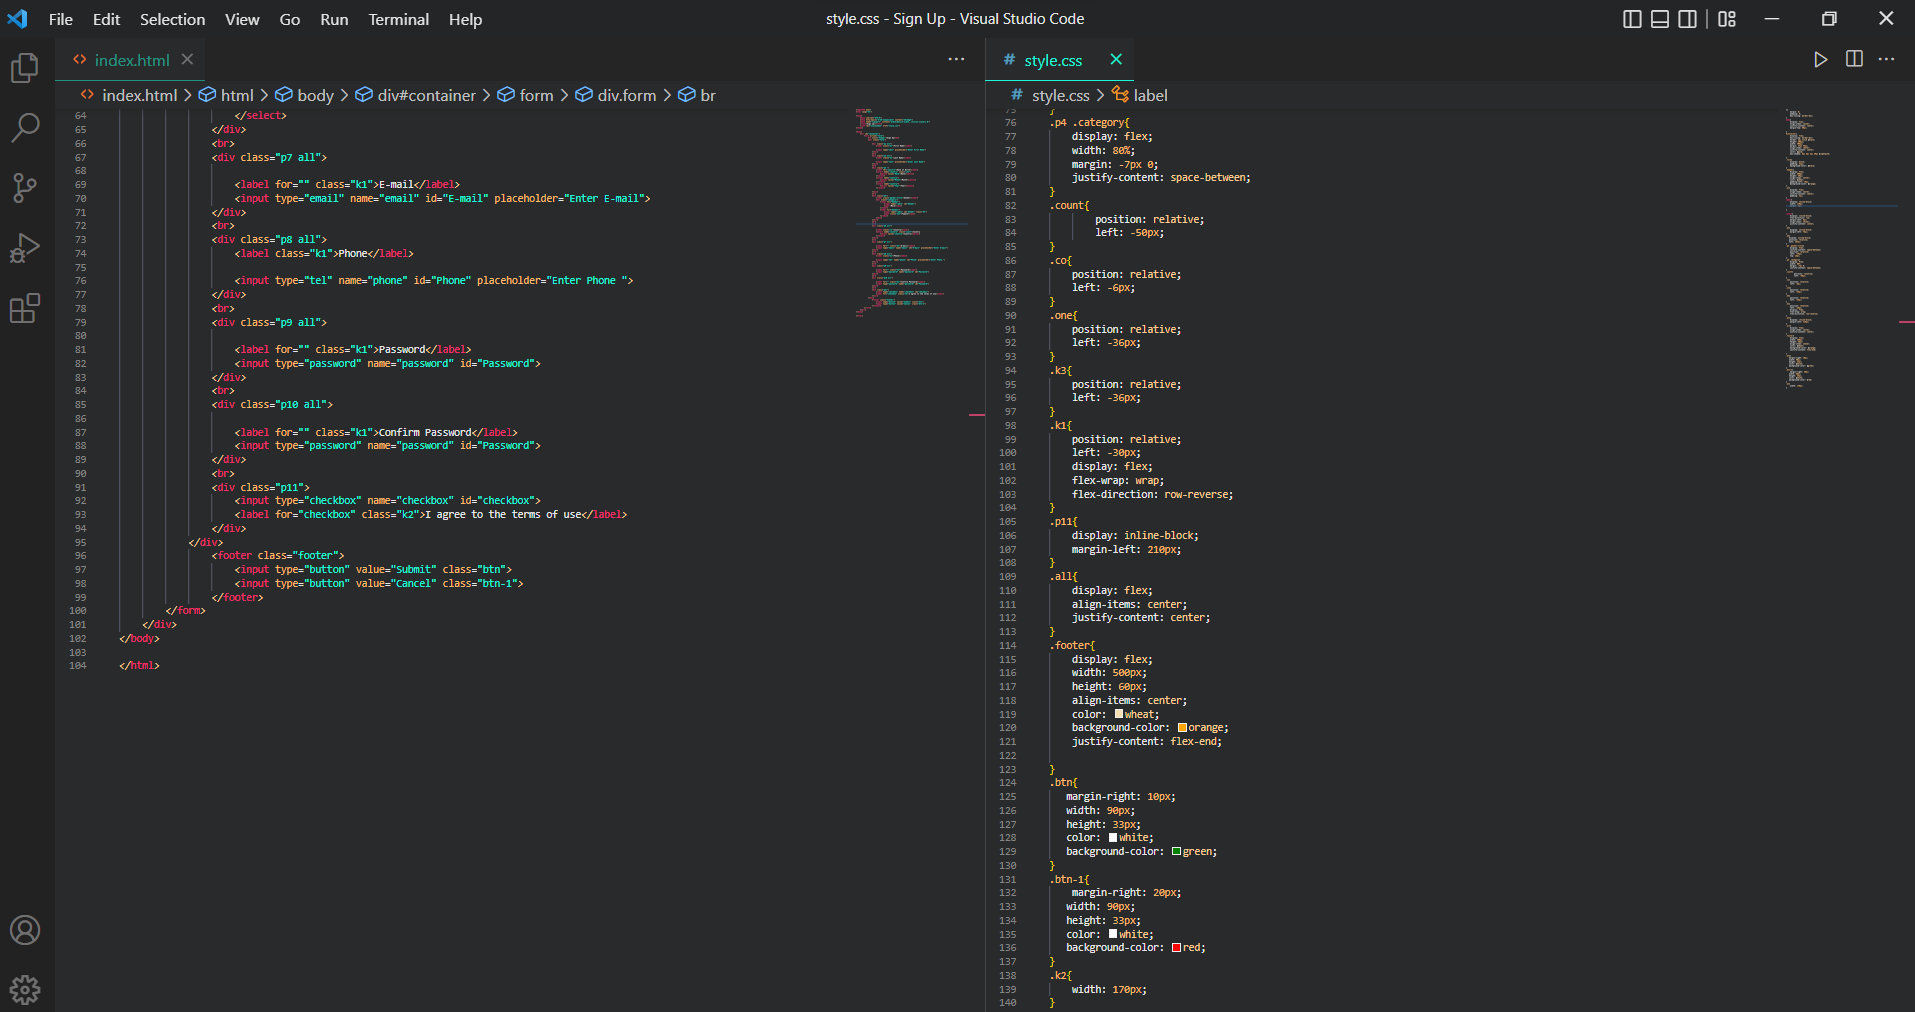 File Edit Selection View Go Run Terminal Help
style.css - Sign Up - Visual Studio Code
index.html
style.css
index.html > html > body > div#container > form > div.form > br
style.css > label
64 </select>
65 </div>
66 <br>
67 <div class="p7 all">
68
69 <label for="" class="k1">E-mail</label>
70 <input type="email" name="email" id="E-mail" placeholder="Enter E-mail">
71 </div>
72 <br>
73 <div class="p8 all">
74 <label class="k1">Phone</label>
75
76 <input type="tel" name="phone" id="Phone" placeholder="Enter Phone ">
77 </div>
78 <br>
79 <div class="p9 all">
80
81 <label for="" class="k1">Password</label>
82 <input type="password" name="password" id="Password">
83 </div>
84 <br>
85 <div class="p10 all">
86
87 <label for="" class="k1">Confirm Password</label>
88 <input type="password" name="password" id="Password">
89 </div>
90 <br>
91 <div class="p11">
92 <input type="checkbox" name="checkbox" id="checkbox">
93 <label for="checkbox" class="k2">I agree to the terms of use</label>
94 </div>
95 </div>
96 <footer class="footer">
97 <input type="button" value="Submit" class="btn">
98 <input type="button" value="Cancel" class="btn-1">
99 </footer>
100 </form>
101 </div>
102 </body>
103
104 </html>
75 }
76 .p4 .category{
77 display: flex;
78 width: 80%;
79 margin: -7px 0;
80 justify-content: space-between;
81 }
82 .count{
83 position: relative;
84 left: -50px;
85 }
86 .co{
87 position: relative;
88 left: -6px;
89 }
90 .one{
91 position: relative;
92 left: -36px;
93 }
94 .k3{
95 position: relative;
96 left: -36px;
97 }
98 .k1{
99 position: relative;
100 left: -30px;
101 display: flex;
102 flex-wrap: wrap;
103 flex-direction: row-reverse;
104 }
105 .p11{
106 display: inline-block;
107 margin-left: 210px;
108 }
109 .all{
110 display: flex;
111 align-items: center;
112 justify-content: center;
113 }
114 .footer{
115 display: flex;
116 width: 500px;
117 height: 60px;
118 align-items: center;
119 color: wheat;
120 background-color: orange;
121 justify-content: flex-end;
122
123 }
124 .btn{
125 margin-right: 10px;
126 width: 90px;
127 height: 33px;
128 color: white;
129 background-color: green;
130 }
131 .btn-1{
132 margin-right: 20px;
133 width: 90px;
134 height: 33px;
135 color: white;
136 background-color: red;
137 }
138 .k2{
139 width: 170px;
140 }